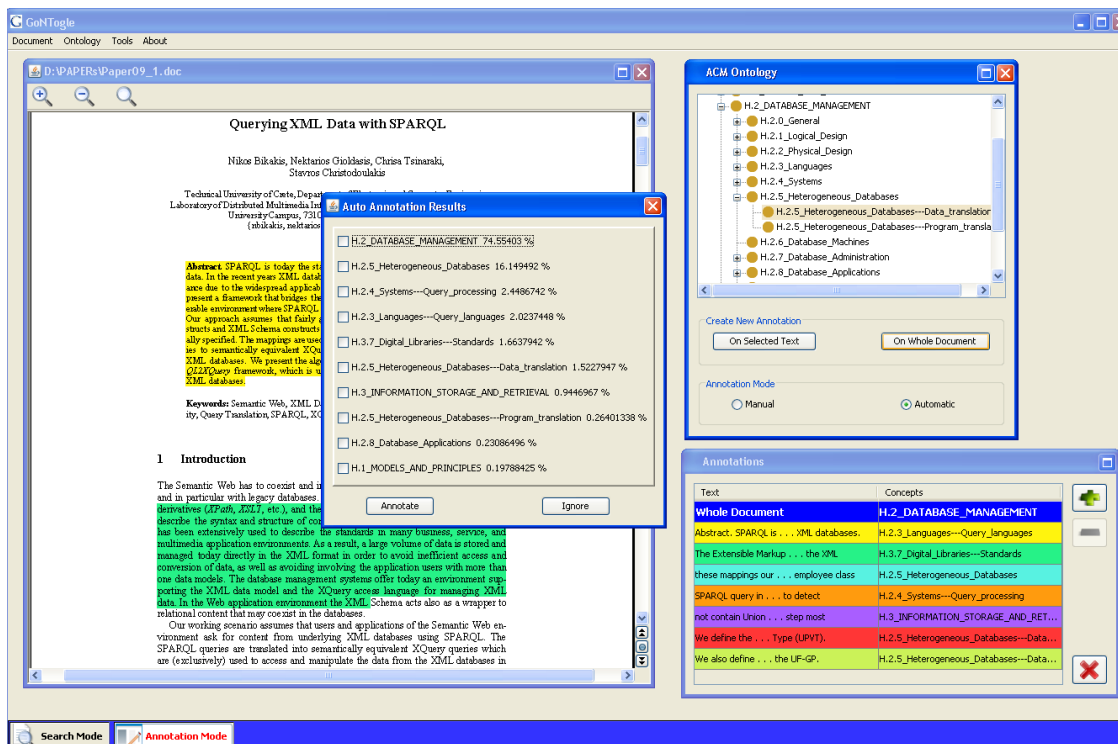 GoNTogle
Document Ontology Tools About
D:\PAPERs\Paper09_1.doc
Querying XML Data with SPARQL
Nikos Bikakis, Nektarios Gioldasis, Chrisa Tsinaraki,
Stavros Christodoulakis
Technical University of Crete,
Laboratory of Distributed Multimedia
University Campus, 7310
{nbikakis, nektarios
Abstract. SPARQL is today the
data. In the recent years XML
ance due to the widespread
present a framework that bridges the
erable environment where SPARQL
Our approach assumes that fairly
structs and XML Schema constructs
ally specified. The mappings are used
ies to semantically equivalent
XML databases. We present the
QL2XQuery framework, which is
XML databases.
Keywords: Semantic Web, XML
ity, Query Translation, SPARQL,
1 Introduction
The Semantic Web has to coexist and
and in particular with legacy databases.
derivatives (XPath, XSLT, etc.), and the
describe the syntax and structure of
has been extensively used to describe the standards in many business, service, and
multimedia application environments. As a result, a large volume of data is stored and
managed today directly in the XML format in order to avoid inefficient access and
conversion of data, as well as avoiding involving the application users with more than
one data models. The database management systems offer today an environment sup-
porting the XML data model and the XQuery access language for managing XML
data. In the Web application environment the XML Schema acts also as a wrapper to
relational content that may coexist in the databases.
Our working scenario assumes that users and applications of the Semantic Web en-
vironment ask for content from underlying XML databases using SPARQL. The
SPARQL queries are translated into semantically equivalent XQuery queries which
are (exclusively) used to access and manipulate the data from the XML databases in
Auto Annotation Results
H.2_DATABASE_MANAGEMENT 74.55403 %
H.2.5_Heterogeneous_Databases 16.149492 %
H.2.4_Systems---Query_processing 2.4486742 %
H.2.3_Languages---Query_languages 2.0237448 %
H.3.7_Digital_Libraries---Standards 1.6637942 %
H.2.5_Heterogeneous_Databases---Data_translation 1.5227947 %
H.3_INFORMATION_STORAGE_AND_RETRIEVAL 0.9446967 %
H.2.5_Heterogeneous_Databases---Program_translation 0.26401338 %
H.2.8_Database_Applications 0.23086496 %
H.1_MODELS_AND_PRINCIPLES 0.19788425 %
Annotate Ignore
ACM Ontology
H.2_DATABASE_MANAGEMENT
H.2.0_General
H.2.1_Logical_Design
H.2.2_Physical_Design
H.2.3_Languages
H.2.4_Systems
H.2.5_Heterogeneous_Databases
H.2.5_Heterogeneous_Databases---Data_translation
H.2.5_Heterogeneous_Databases---Program_transla
H.2.6_Database_Machines
H.2.7_Database_Administration
H.2.8_Database_Applications
Create New Annotation
On Selected Text On Whole Document
Annotation Mode
Manual Automatic
Annotations
Text Concepts
Whole Document H.2_DATABASE_MANAGEMENT
Abstract. SPARQL is . . . XML databases. H.2.3_Languages---Query_languages
The Extensible Markup . . . the XML H.3.7_Digital_Libraries---Standards
these mappings our . . . employee class H.2.5_Heterogeneous_Databases
SPARQL query in . . . to detect H.2.4_Systems---Query_processing
not contain Union . . . step most H.3_INFORMATION_STORAGE_AND_RET...
We define the . . . Type (UPVT). H.2.5_Heterogeneous_Databases---Data...
We also define . . . the UF-GP. H.2.5_Heterogeneous_Databases---Data...
Search Mode Annotation Mode